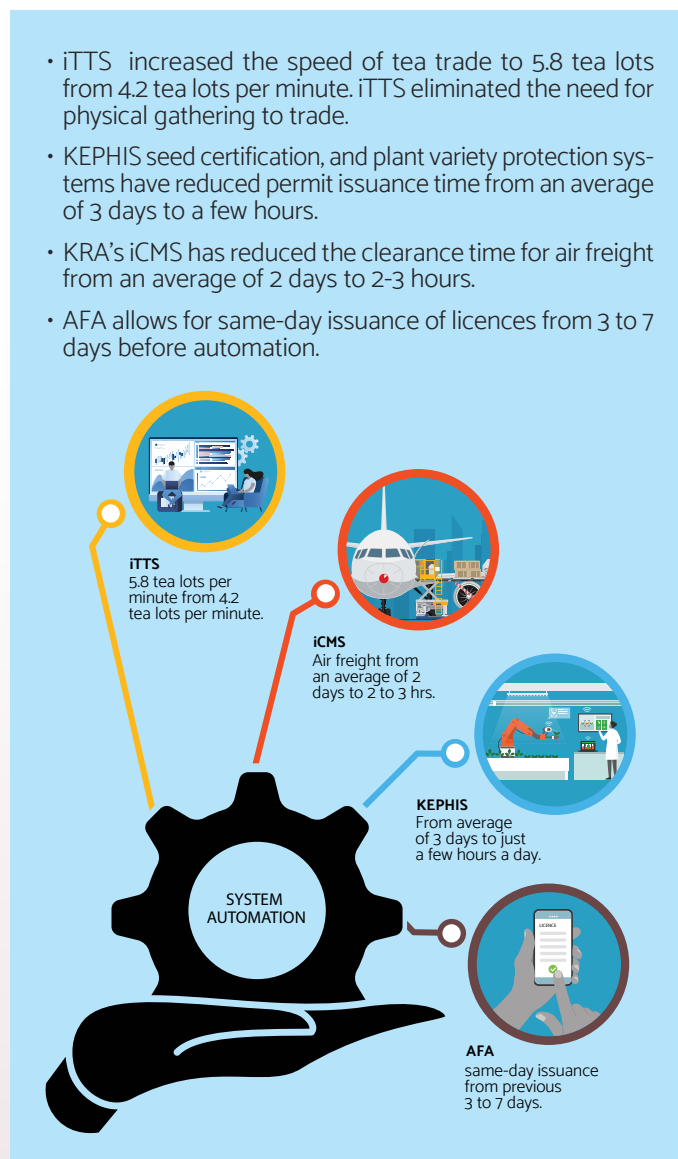 • iTTS increased the speed of tea trade to 5.8 tea lots
from 4.2 tea lots per minute. iTTS eliminated the need for
physical gathering to trade.
• KEPHIS seed certification, and plant variety protection sys-
tems have reduced permit issuance time from an average
of 3 days to a few hours.
• KRA's iCMS has reduced the clearance time for air freight
from an average of 2 days to 2-3 hours.
• AFA allows for same-day issuance of licences from 3 to 7
days before automation.
iTTS
5.8 tea lots per
minute from 4.2
tea lots per minute.
iCMS
Air freight from
an average of 2
days to 2 to 3 hrs.
KEPHIS
From average
of 3 days to just
a few hours a day.
SYSTEM
AUTOMATION
LICENCE
AFA
same-day issuance
from previous
3 to 7 days.